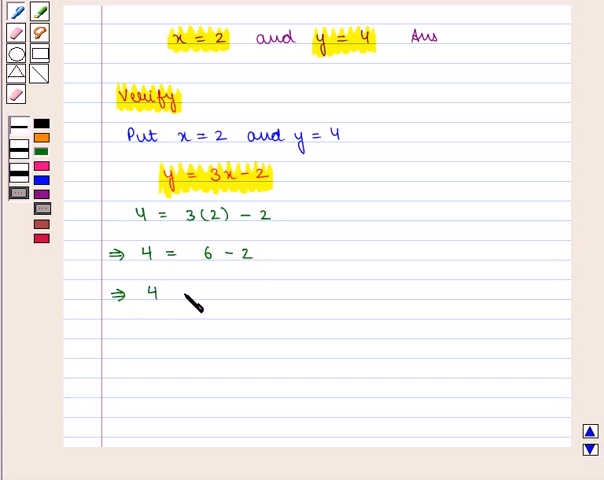 x = 2 and y = 4 Ans
Verify
Put x = 2 and y = 4
y = 3x - 2
4 = 3(2) - 2
⇒ 4 = 6 - 2
⇒ 4